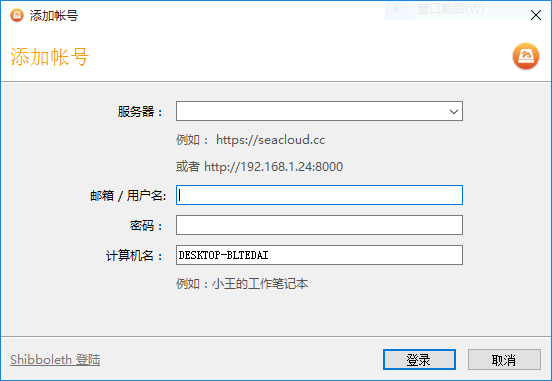 添加帐号
窗口截图(W)
添加帐号
服务器：
例如： https://seacloud.cc
或者 http://192.168.1.24:8000
邮箱 / 用户名:
密码：
计算机名： DESKTOP-BLTEDAI
例如：小王的工作笔记本
Shibboleth 登陆 登录 取消